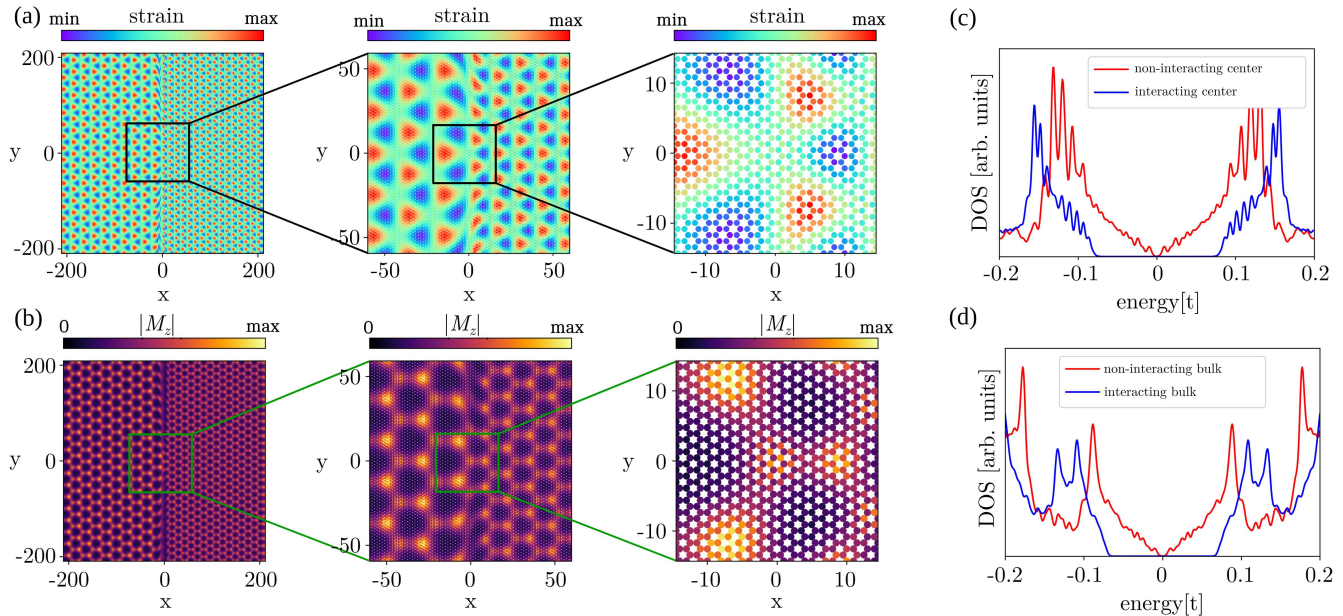 (a)
strain
min max
200
y 0
-200
-200 0 200
x
strain
min max
50
y 0
-50
-50 0 50
x
strain
min max
10
y 0
-10
-10 0 10
x
(b)
|M_z|
0 max
200
y 0
-200
-200 0 200
x
|M_z|
0 max
50
y 0
-50
-50 0 50
x
|M_z|
0 max
10
y 0
-10
-10 0 10
x
(c)
DOS [arb. units]
non-interacting center
interacting center
-0.2 -0.1 0 0.1 0.2
energy[t]
(d)
DOS [arb. units]
non-interacting bulk
interacting bulk
-0.2 -0.1 0 0.1 0.2
energy[t]